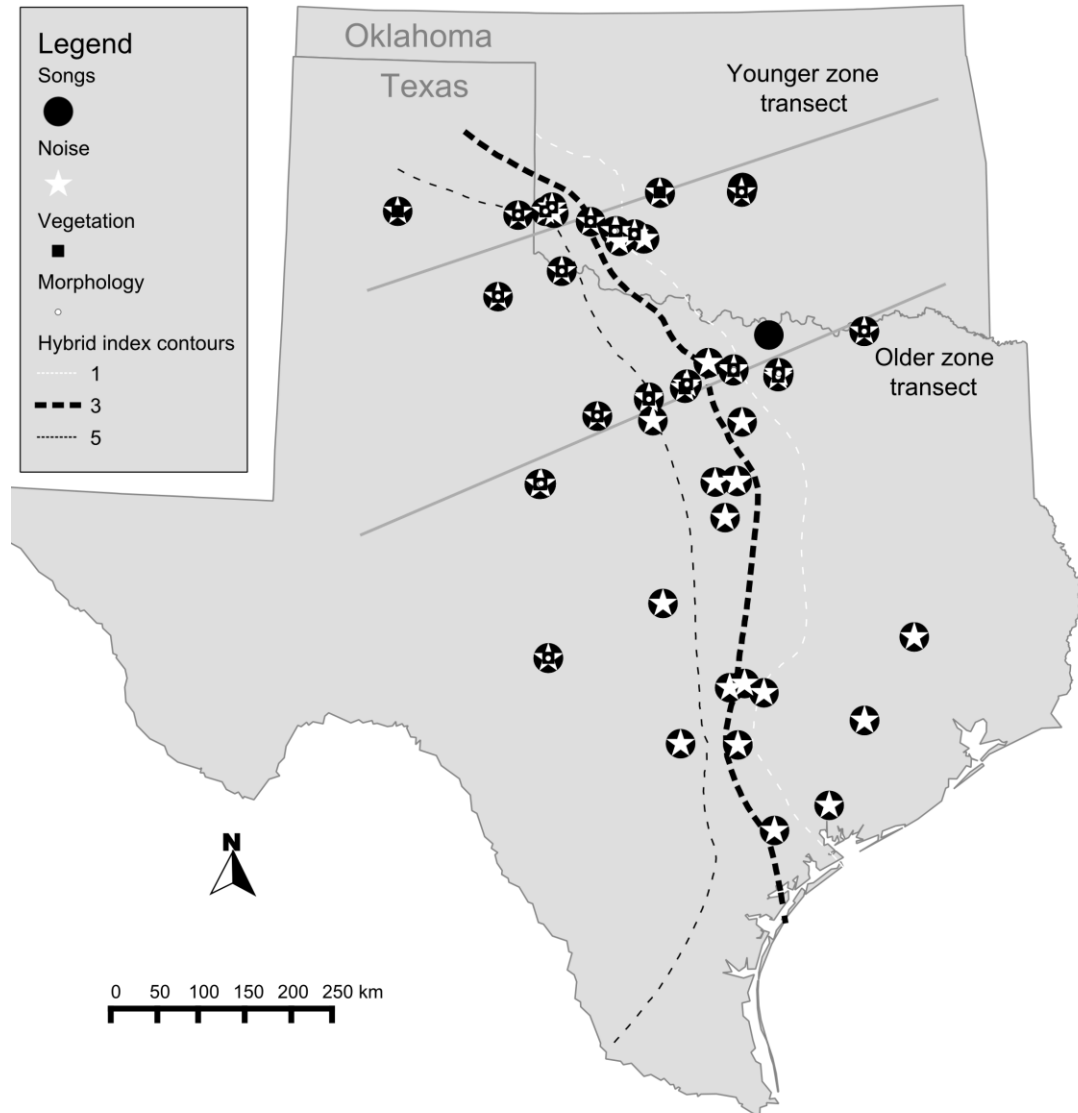 Legend
Songs
Noise
Vegetation
Morphology
Hybrid index contours
1
3
5
Oklahoma
Texas
Younger zone
transect
Older zone
transect
N
0 50 100 150 200 250 km